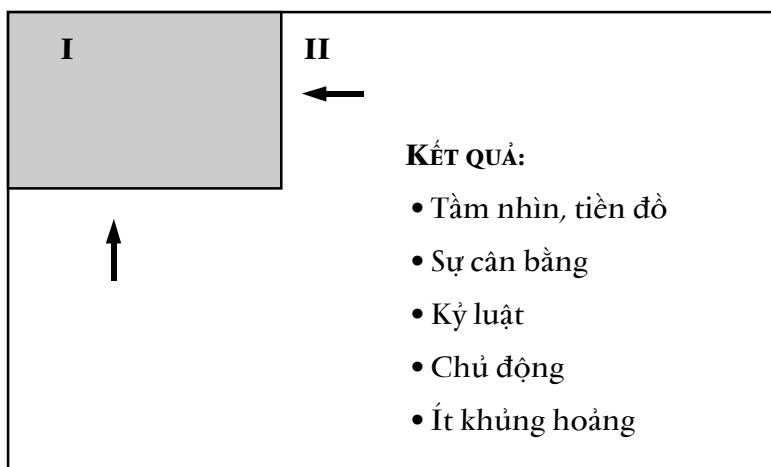 I
II
KẾT QUẢ:
• Tầm nhìn, tiền đồ
• Sự cân bằng
• Kỷ luật
• Chủ động
• Ít khủng hoảng